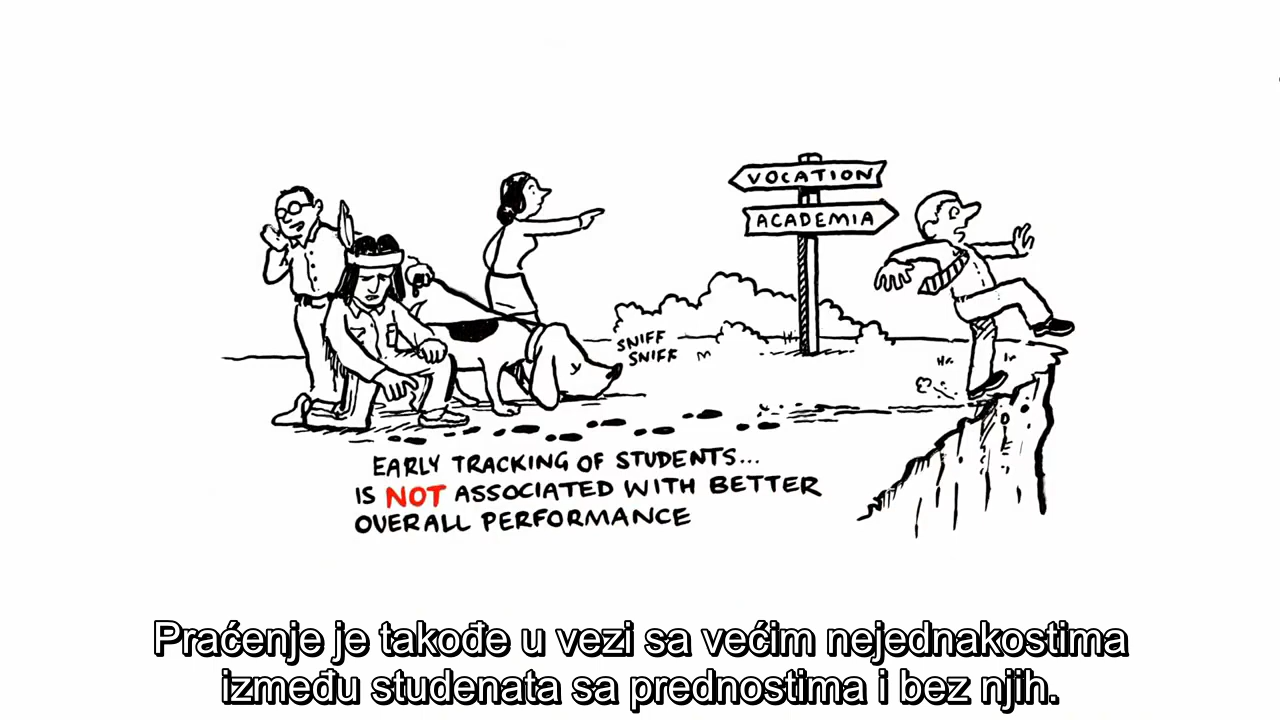 VOCATION
ACADEMIA
SNIFF
SNIFF
EARLY TRACKING OF STUDENTS...
IS NOT ASSOCIATED WITH BETTER
OVERALL PERFORMANCE
Praćenje je takođe u vezi sa većim nejednakostima
između studenata sa prednostima i bez njih.